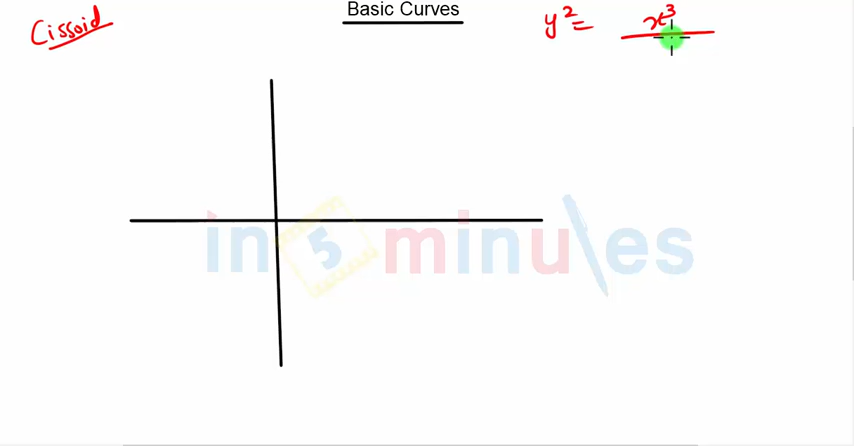 Basic Curves
Cissoid
y² = x³
in 5 minutes